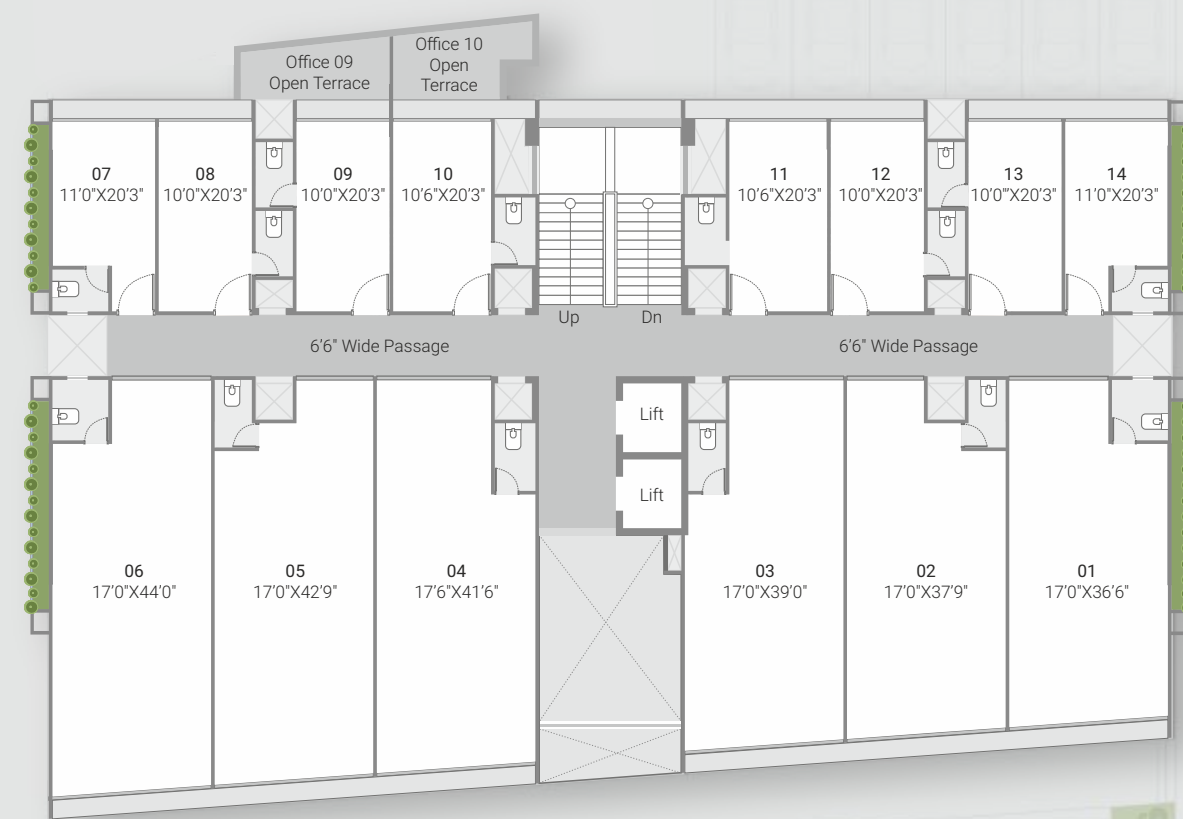 Office 09
Open Terrace
Office 10
Open
Terrace
07
11'0"X20'3"
08
10'0"X20'3"
09
10'0"X20'3"
10
10'6"X20'3"
11
10'6"X20'3"
12
10'0"X20'3"
13
10'0"X20'3"
14
11'0"X20'3"
Up
Dn
6'6" Wide Passage
6'6" Wide Passage
Lift
Lift
06
17'0"X44'0"
05
17'0"X42'9"
04
17'6"X41'6"
03
17'0"X39'0"
02
17'0"X37'9"
01
17'0"X36'6"